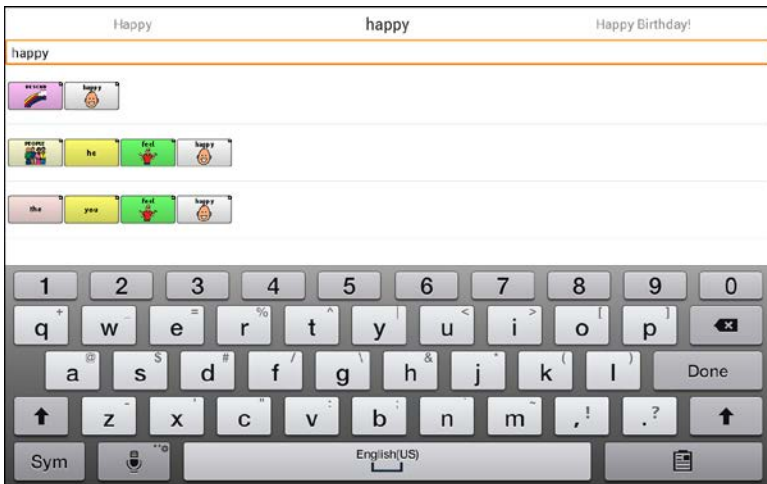 Happy happy Happy Birthday!
happy
DESCRIB happy
PEOPLE he feel happy
the you feel happy
1 2 3 4 5 6 7 8 9 0
q + w _ e = r % t ^ y | u < i > o [ p ]
a @ s $ d # f / g \ h & j * k ( l ) Done
z - x ' c " v : b ; n , m ~ , ! . ?
Sym English(US)